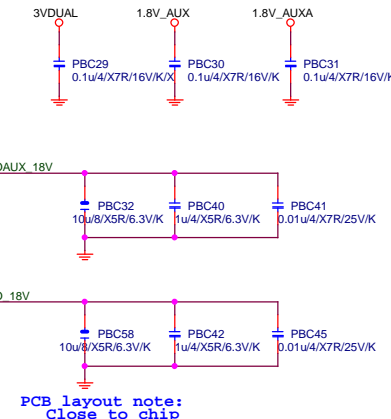 3VDUAL 1.8V_AUX 1.8V_AUXA
PBC29 PBC30 PBC31
0.1u/4/X7R/16V/K/X 0.1u/4/X7R/16V/K 0.1u/4/X7R/16V/K
DAUX_18V
PBC32 PBC40 PBC41
10u/8/X5R/6.3V/K 1u/4/X5R/6.3V/K 0.01u/4/X7R/25V/K
_18V
PBC58 PBC42 PBC45
10u/8/X5R/6.3V/K 1u/4/X5R/6.3V/K 0.01u/4/X7R/25V/K
PCB layout note:
Close to chip